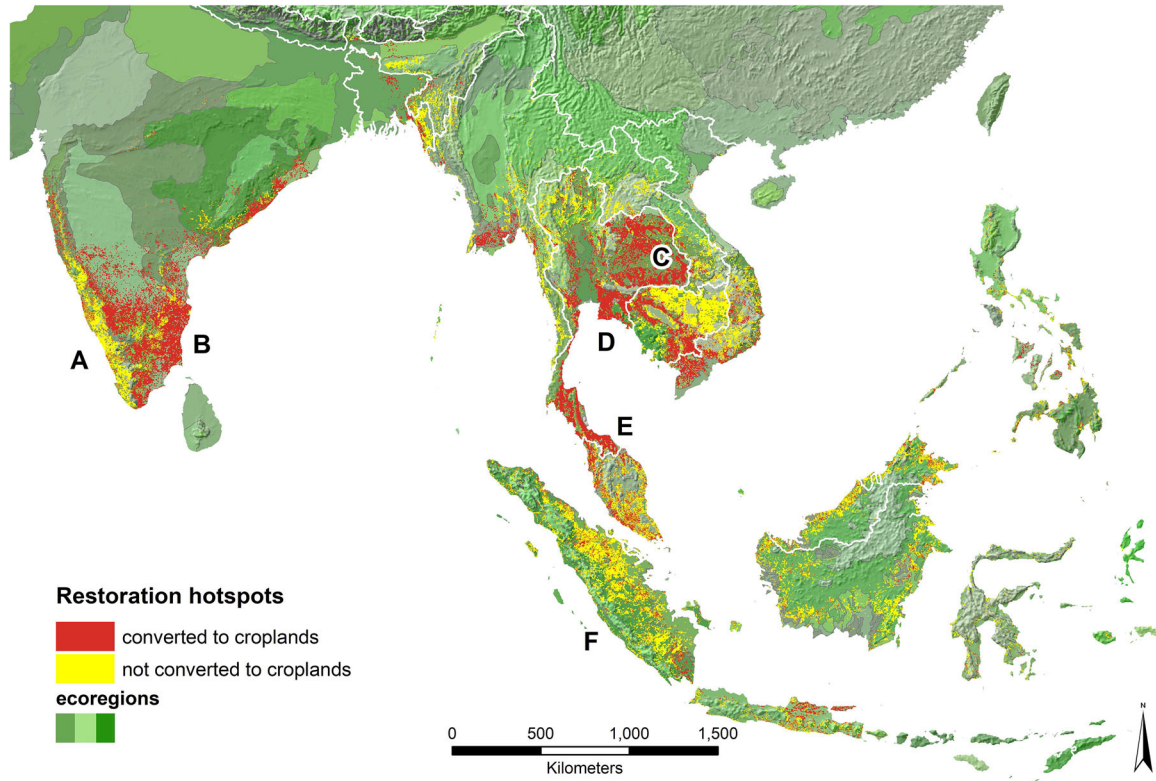 C
D
A
B
E
F
Restoration hotspots
converted to croplands
not converted to croplands
ecoregions
0 500 1,000 1,500
Kilometers
N